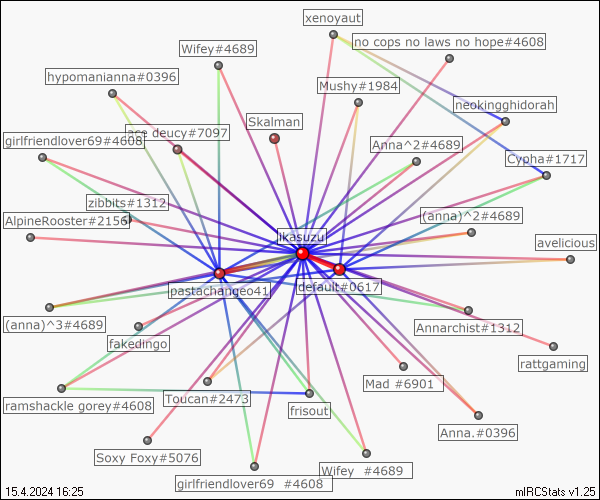 xenoyaut
no cops no laws no hope#4608
Wifey#4689
hypomanianna#0396
Mushy#1984
neokingghidorah
Skalman
ace deucy#7097
girlfriendlover69#4608
Anna^2#4689
Cypha#1717
zibbits#1312
AlpineRooster#2156
(anna)^2#4689
ikasuzu
avelicious
pastachangeo41
default#0617
(anna)^3#4689
Annarchist#1312
fakedingo
rattgaming
Mad #6901
Toucan#2473
ramshackle gorey#4608
frisout
Anna.#0396
Soxy Foxy#5076
Wifey #4689
girlfriendlover69 #4608
15.4.2024 16:25
mIRCStats v1.25